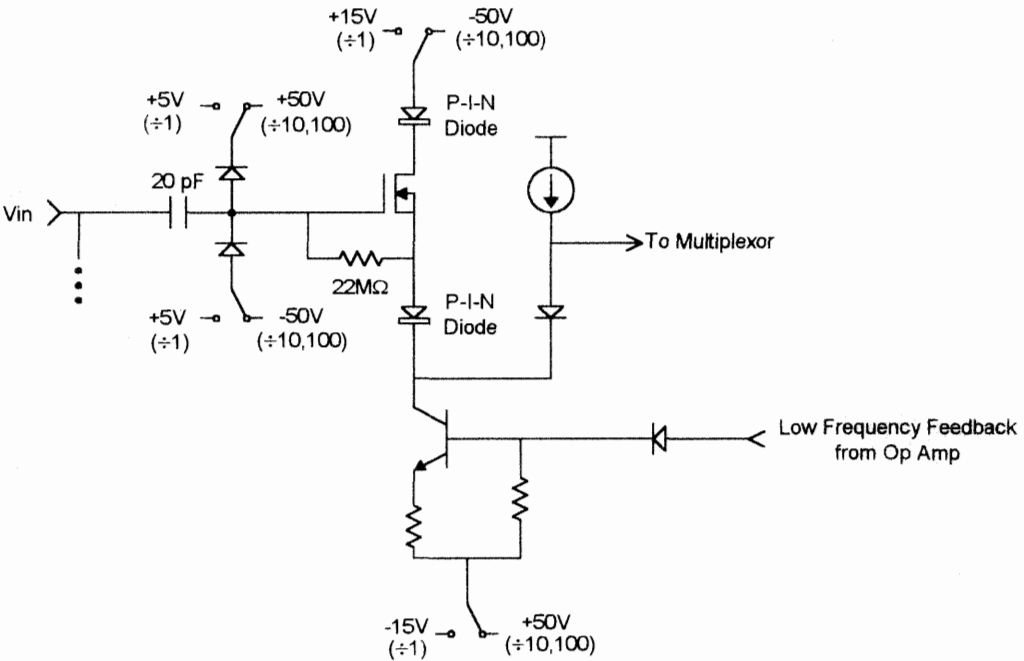 +15V
(÷1)
-50V
(÷10,100)
P-I-N
Diode
+5V
(÷1)
+50V
(÷10,100)
20 pF
Vin
To Multiplexor
22MΩ
P-I-N
Diode
+5V
(÷1)
-50V
(÷10,100)
Low Frequency Feedback
from Op Amp
-15V
(÷1)
+50V
(÷10,100)